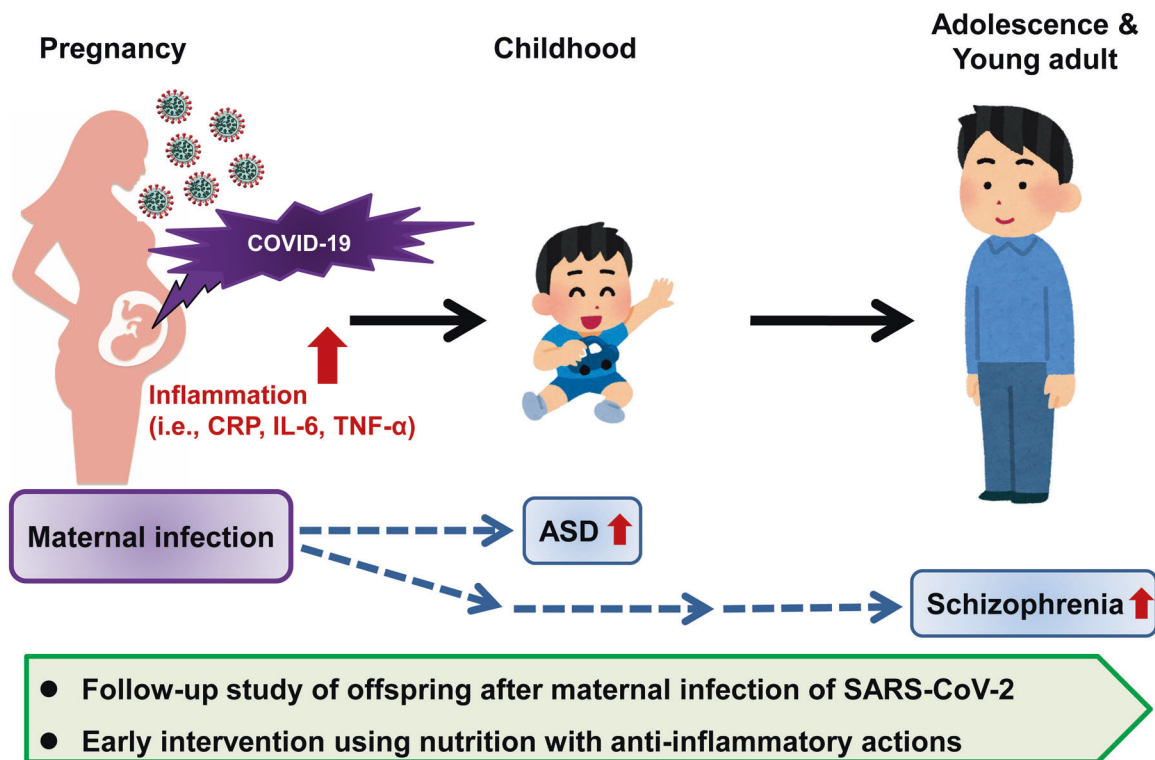 Pregnancy
Childhood
Adolescence &
Young adult
COVID-19
Inflammation
(i.e., CRP, IL-6, TNF-α)
Maternal infection
ASD
Schizophrenia
● Follow-up study of offspring after maternal infection of SARS-CoV-2
● Early intervention using nutrition with anti-inflammatory actions